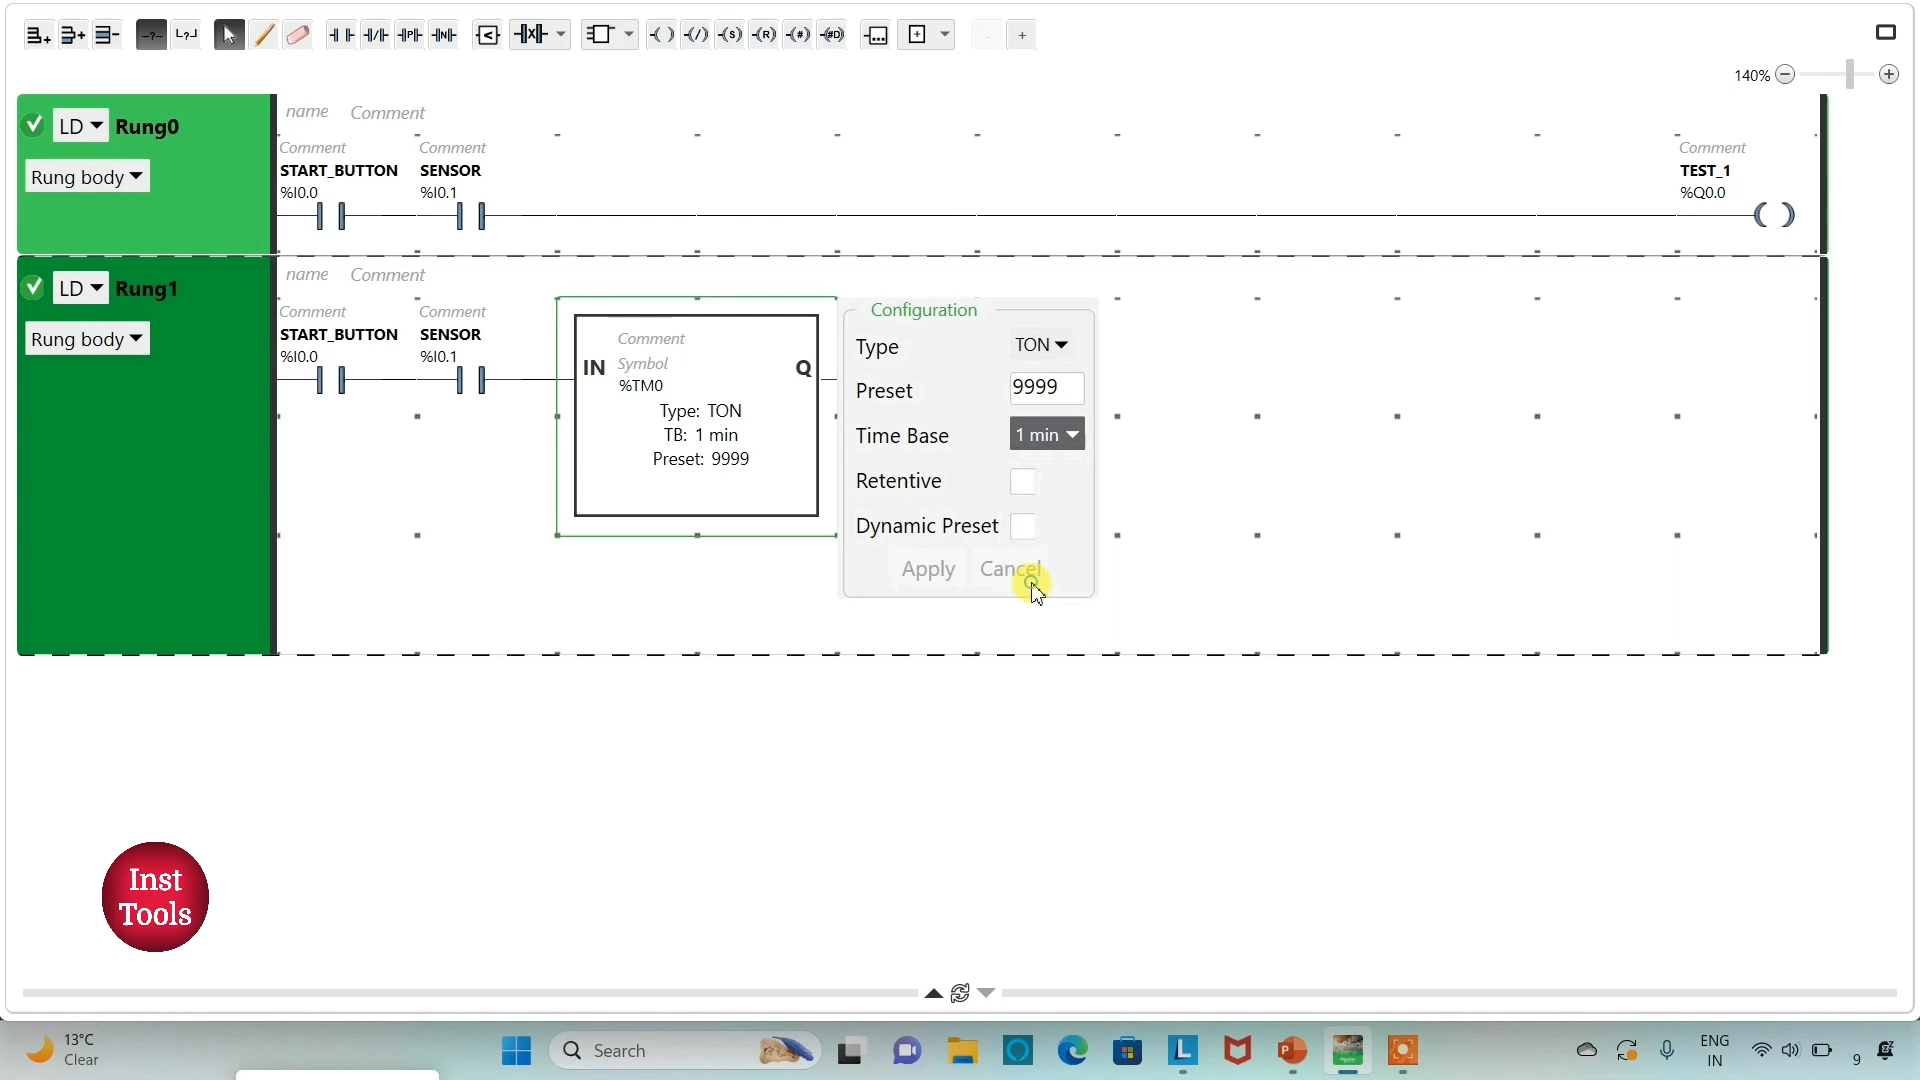 140%
LD Rung0
name Comment
Comment Comment Comment
START_BUTTON SENSOR TEST_1
Rung body
%I0.0 %I0.1 %Q0.0
LD Rung1
name Comment
Comment Comment
START_BUTTON SENSOR
Rung body
%I0.0 %I0.1
Comment
IN Symbol Q
%TM0
Type: TON
TB: 1 min
Preset: 9999
Configuration
Type TON
Preset 9999
Time Base 1 min
Retentive
Dynamic Preset
Apply Cancel
Inst
Tools
13°C
Clear
Search
ENG
IN
9